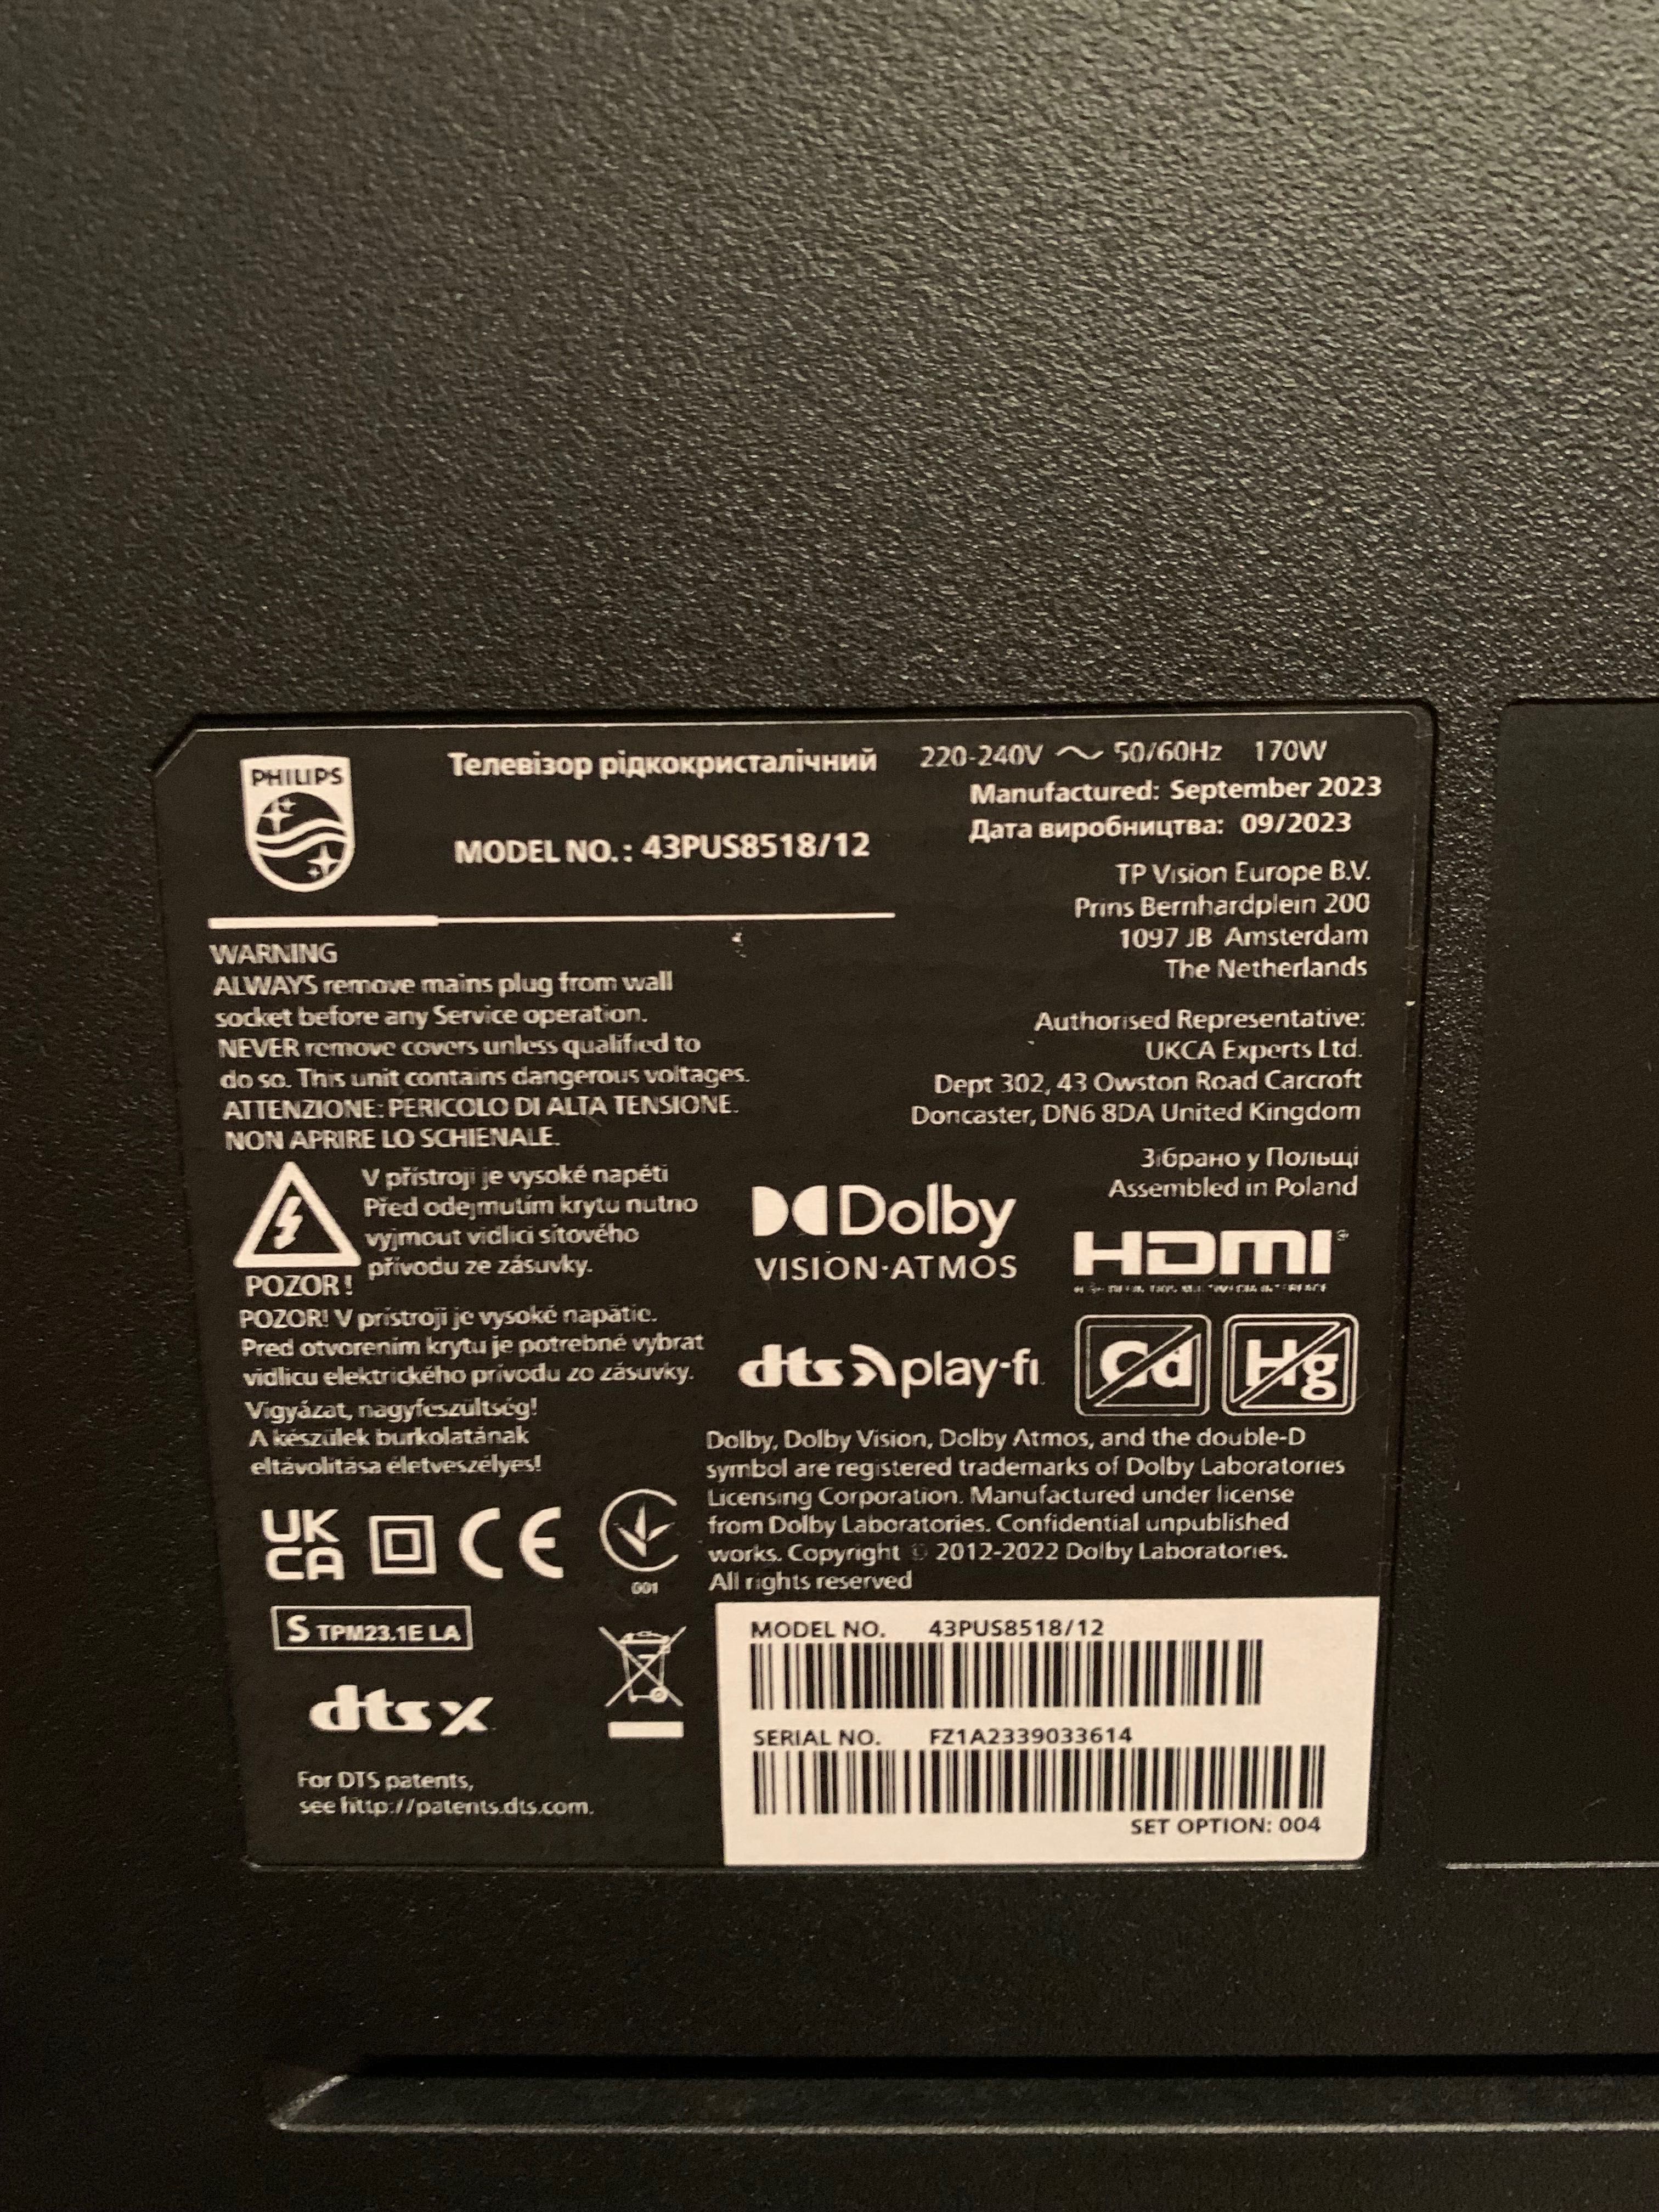 PHILIPS
Телевізор рідкокристалічний
MODEL NO.: 43PUS8518/12
220-240V ~ 50/60Hz 170W
Manufactured: September 2023
Дата виробництва: 09/2023
TP Vision Europe B.V.
Prins Bernhardplein 200
1097 JB Amsterdam
The Netherlands
Authorised Representative:
UKCA Experts Ltd.
Dept 302, 43 Owston Road Carcroft
Doncaster, DN6 8DA United Kingdom
Зібрано у Польщі
Assembled in Poland
WARNING
ALWAYS remove mains plug from wall
socket before any Service operation.
NEVER remove covers unless qualified to
do so. This unit contains dangerous voltages.
ATTENZIONE: PERICOLO DI ALTA TENSIONE.
NON APRIRE LO SCHIENALE.
V přístroji je vysoké napětí
Před odejmutím krytu nutno
vyjmout vidlici síťového
přívodu ze zásuvky.
POZOR!
POZOR! V prístroji je vysoké napätie.
Pred otvorením krytu je potrebné vybrat
vidlicu elektrického prívodu zo zásuvky.
Vigyázat, nagyfeszültség!
A készülek burkolatának
eltávolítása életveszélyes!
Dolby
VISION·ATMOS
HDMI
HIGH-DEFINITION MULTIMEDIA INTERFACE
dts play-fi
Cd
Hg
Dolby, Dolby Vision, Dolby Atmos, and the double-D
symbol are registered trademarks of Dolby Laboratories
Licensing Corporation. Manufactured under license
from Dolby Laboratories. Confidential unpublished
works. Copyright © 2012-2022 Dolby Laboratories.
All rights reserved
UK
CA
CE
001
S TPM23.1E LA
dts x
For DTS patents,
see http://patents.dts.com.
MODEL NO. 43PUS8518/12
SERIAL NO. FZ1A2339033614
SET OPTION: 004